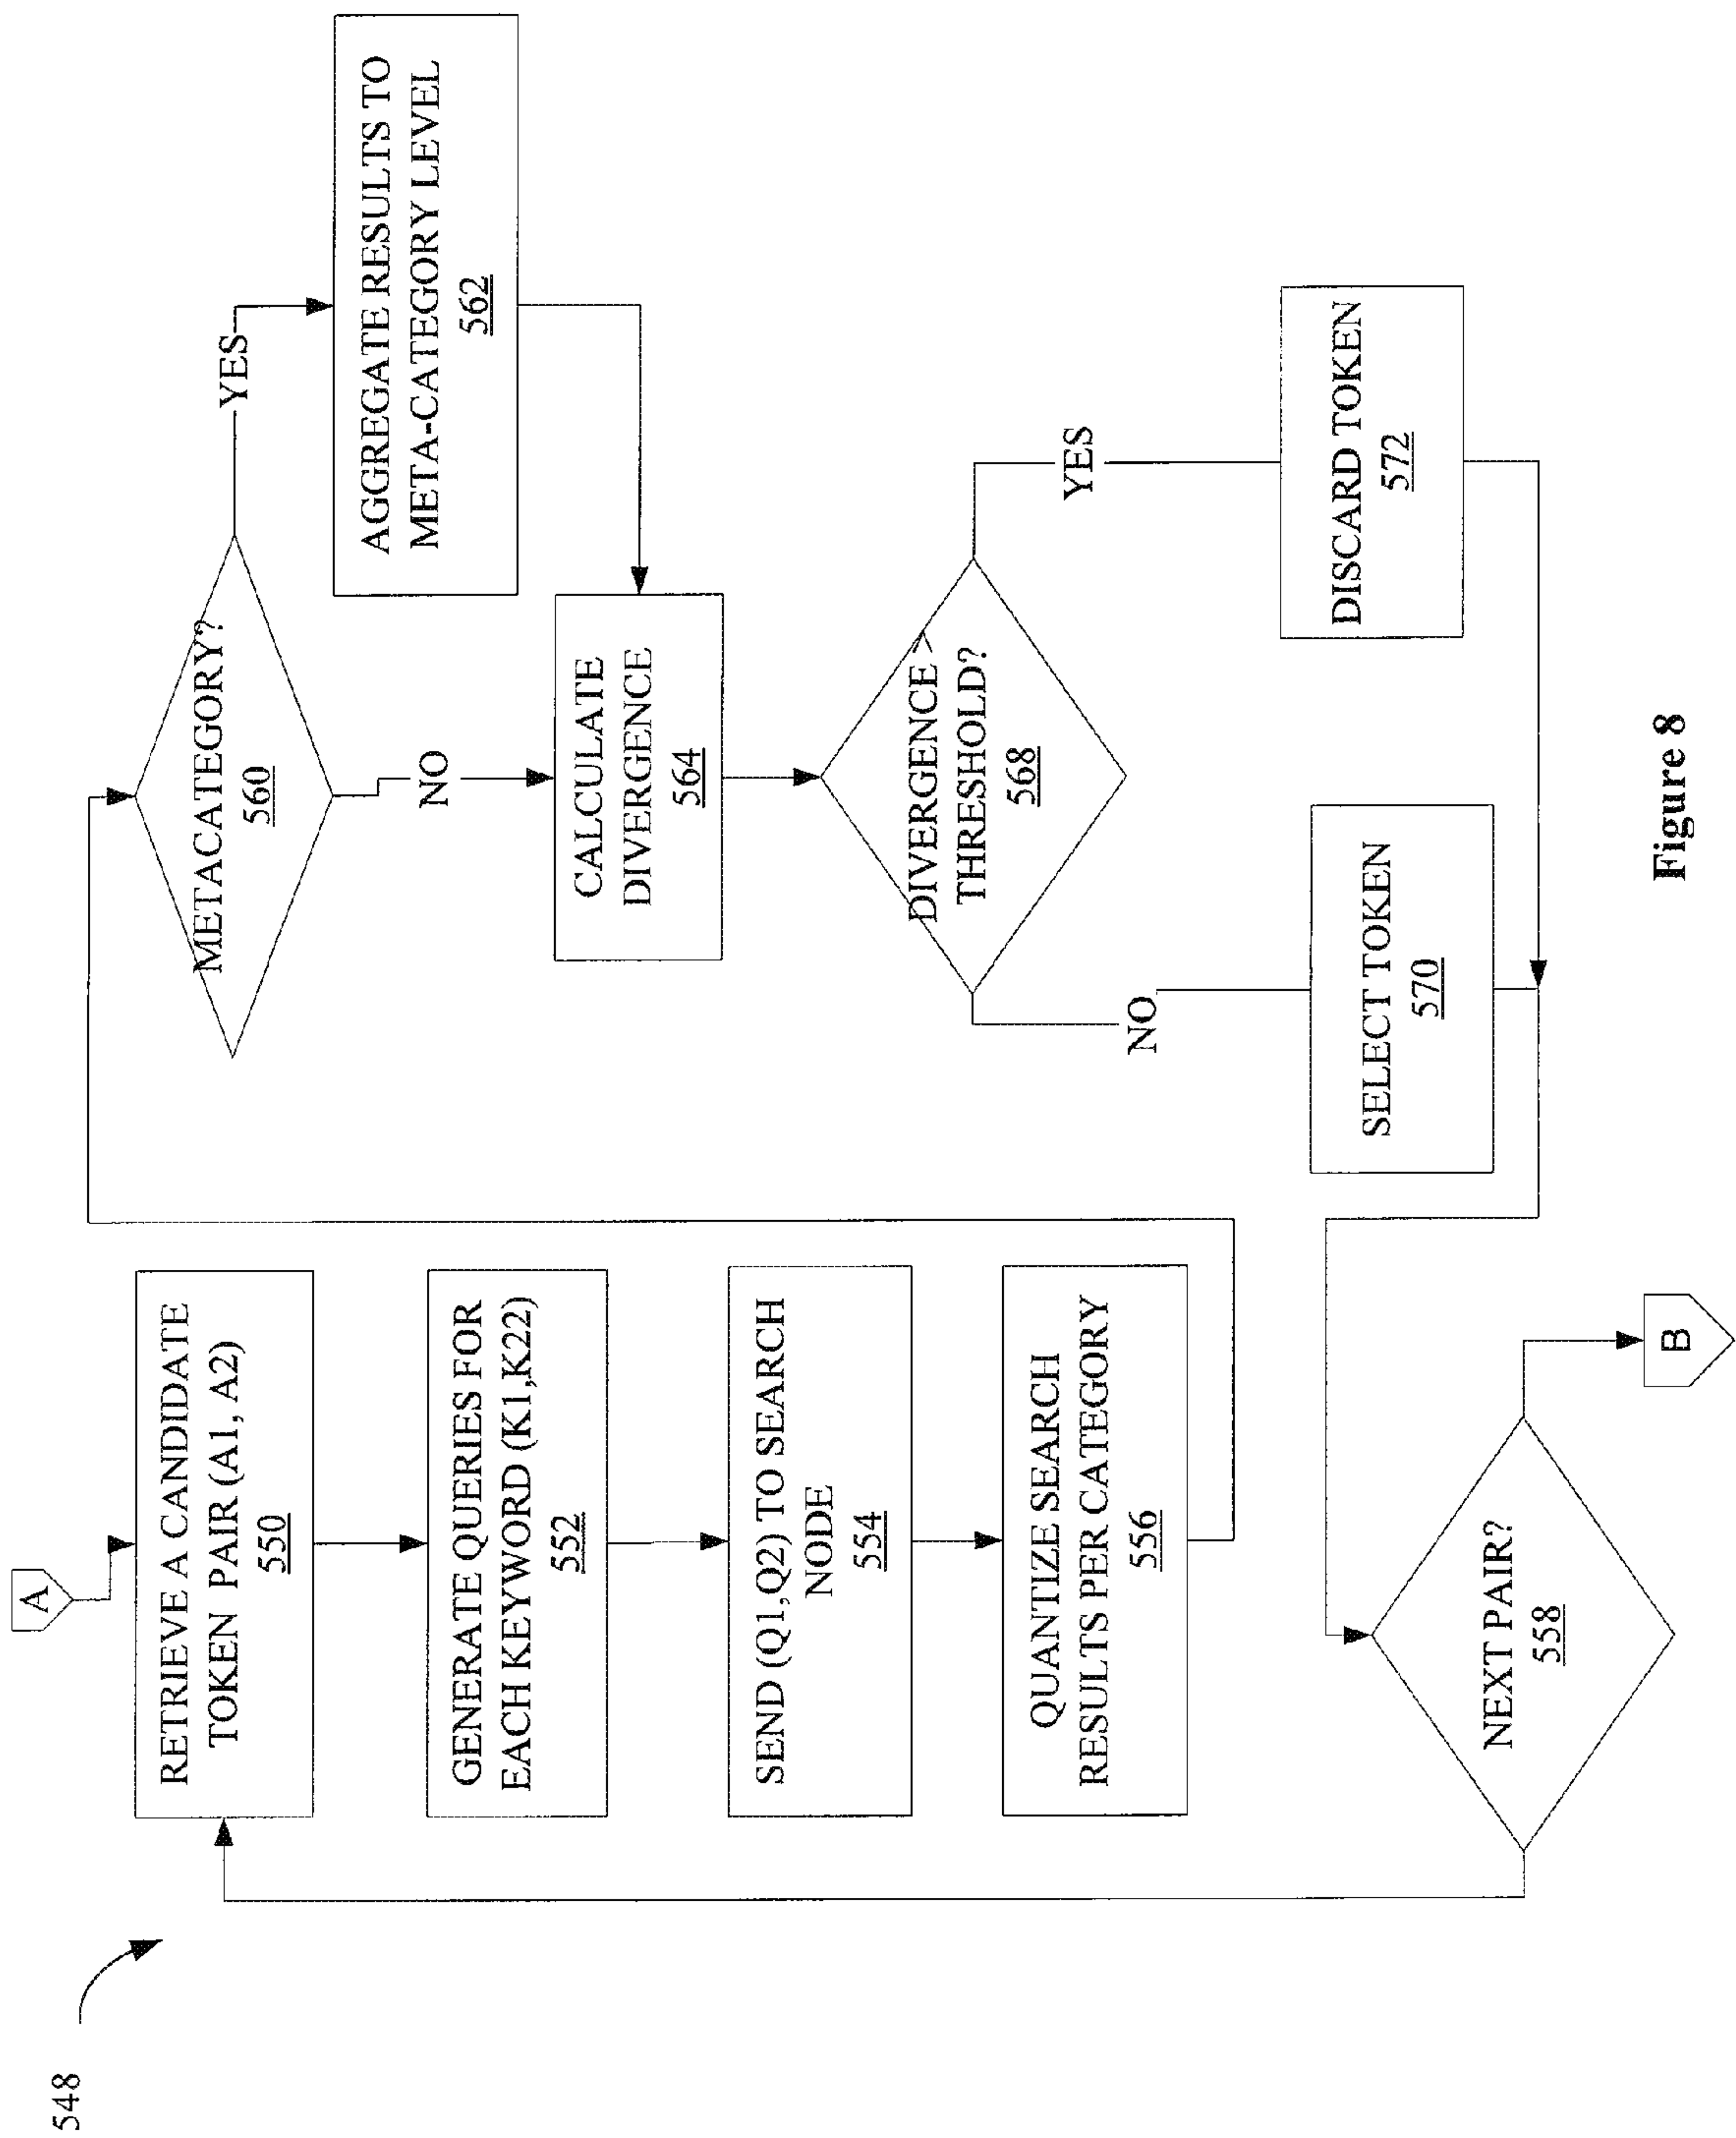 548
A
RETRIEVE A CANDIDATE
TOKEN PAIR (A1, A2)
550
GENERATE QUERIES FOR
EACH KEYWORD (K1,K22)
552
SEND (Q1,Q2) TO SEARCH
NODE
554
QUANTIZE SEARCH
RESULTS PER CATEGORY
556
NEXT PAIR?
558
B
METACATEGORY?
560
YES
AGGREGATE RESULTS TO
META-CATEGORY LEVEL
562
NO
CALCULATE
DIVERGENCE
564
DIVERGENCE >
THRESHOLD?
568
NO
YES
SELECT TOKEN
570
DISCARD TOKEN
572
Figure 8